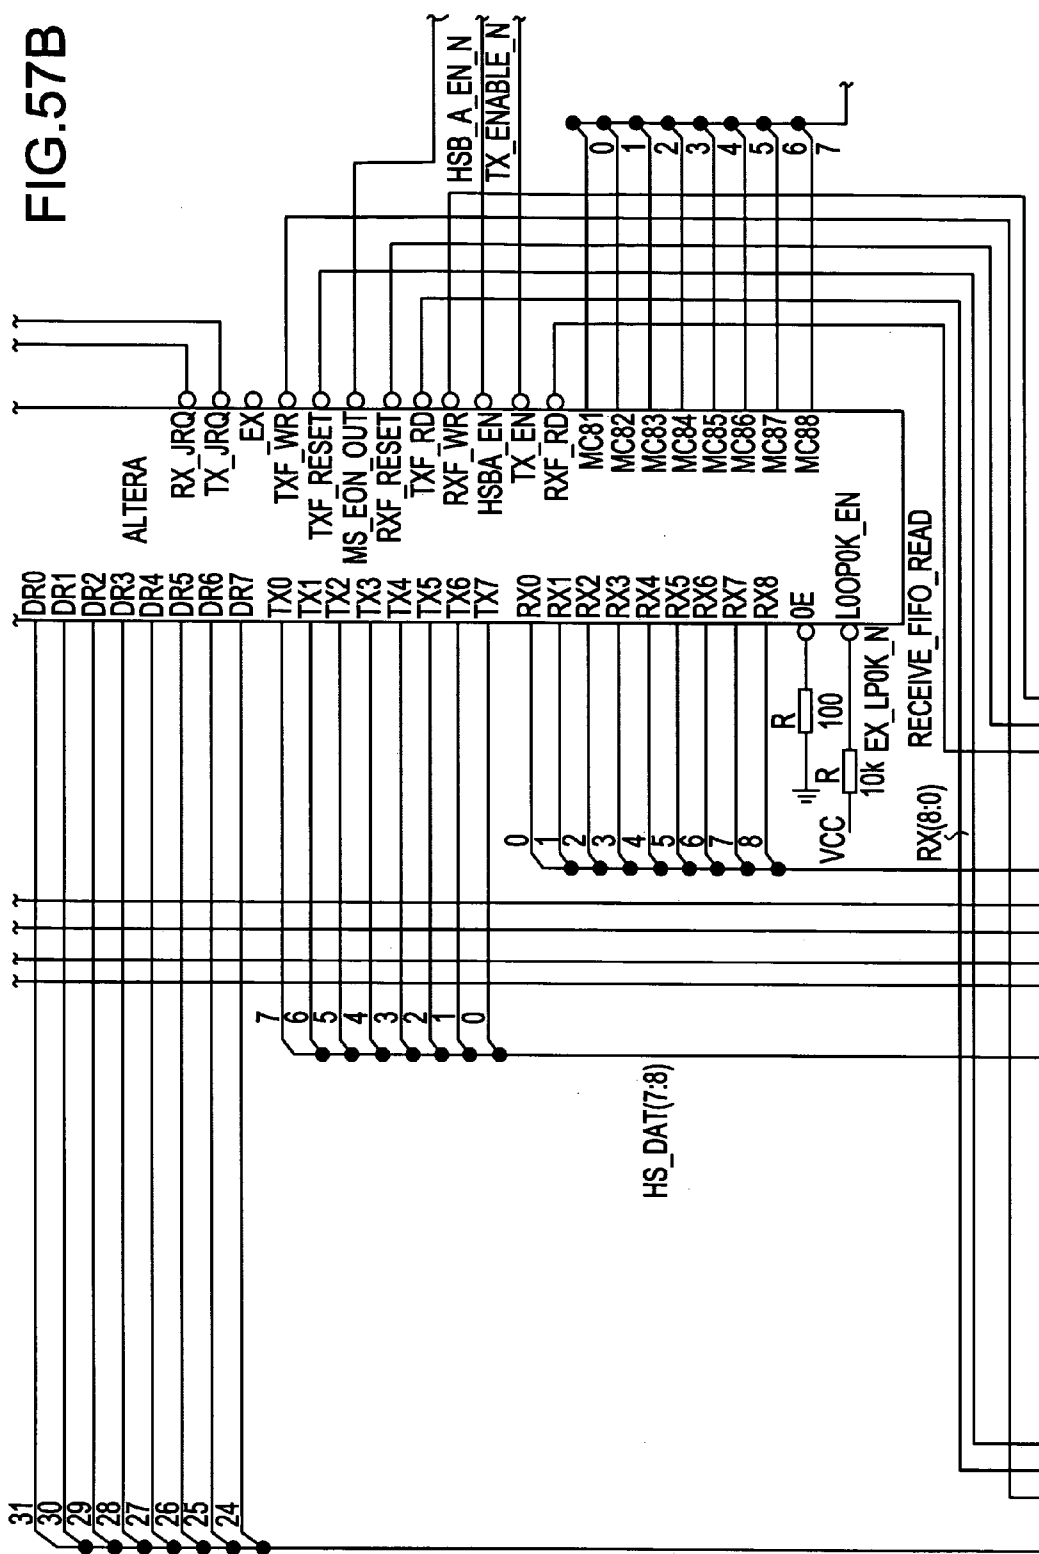 FIG.57B
HSB_A_EN_N
TX_ENABLE_N
ALTERA
RX_JRQ
TX_JRQ
_EX
TXF_WR
TXF_RESET
MS_EON_OUT
RXF_RESET
TXF_RD
RXF_WR
HSBA_EN
TX_EN
RXF_RD
MC81
MC82
MC83
MC84
MC85
MC86
MC87
MC88
0
1
2
3
4
5
6
7
DR0
DR1
DR2
DR3
DR4
DR5
DR6
DR7
TX0
TX1
TX2
TX3
TX4
TX5
TX6
TX7
RX0
RX1
RX2
RX3
RX4
RX5
RX6
RX7
RX8
OE
LOOP0K_EN
R
100
R
10k
EX_LP0K_N
VCC
RECEIVE_FIFO_READ
RX(8:0)
0
1
2
3
4
5
6
7
8
7
6
5
4
3
2
1
0
HS_DAT(7:8)
31
30
29
28
27
26
25
24